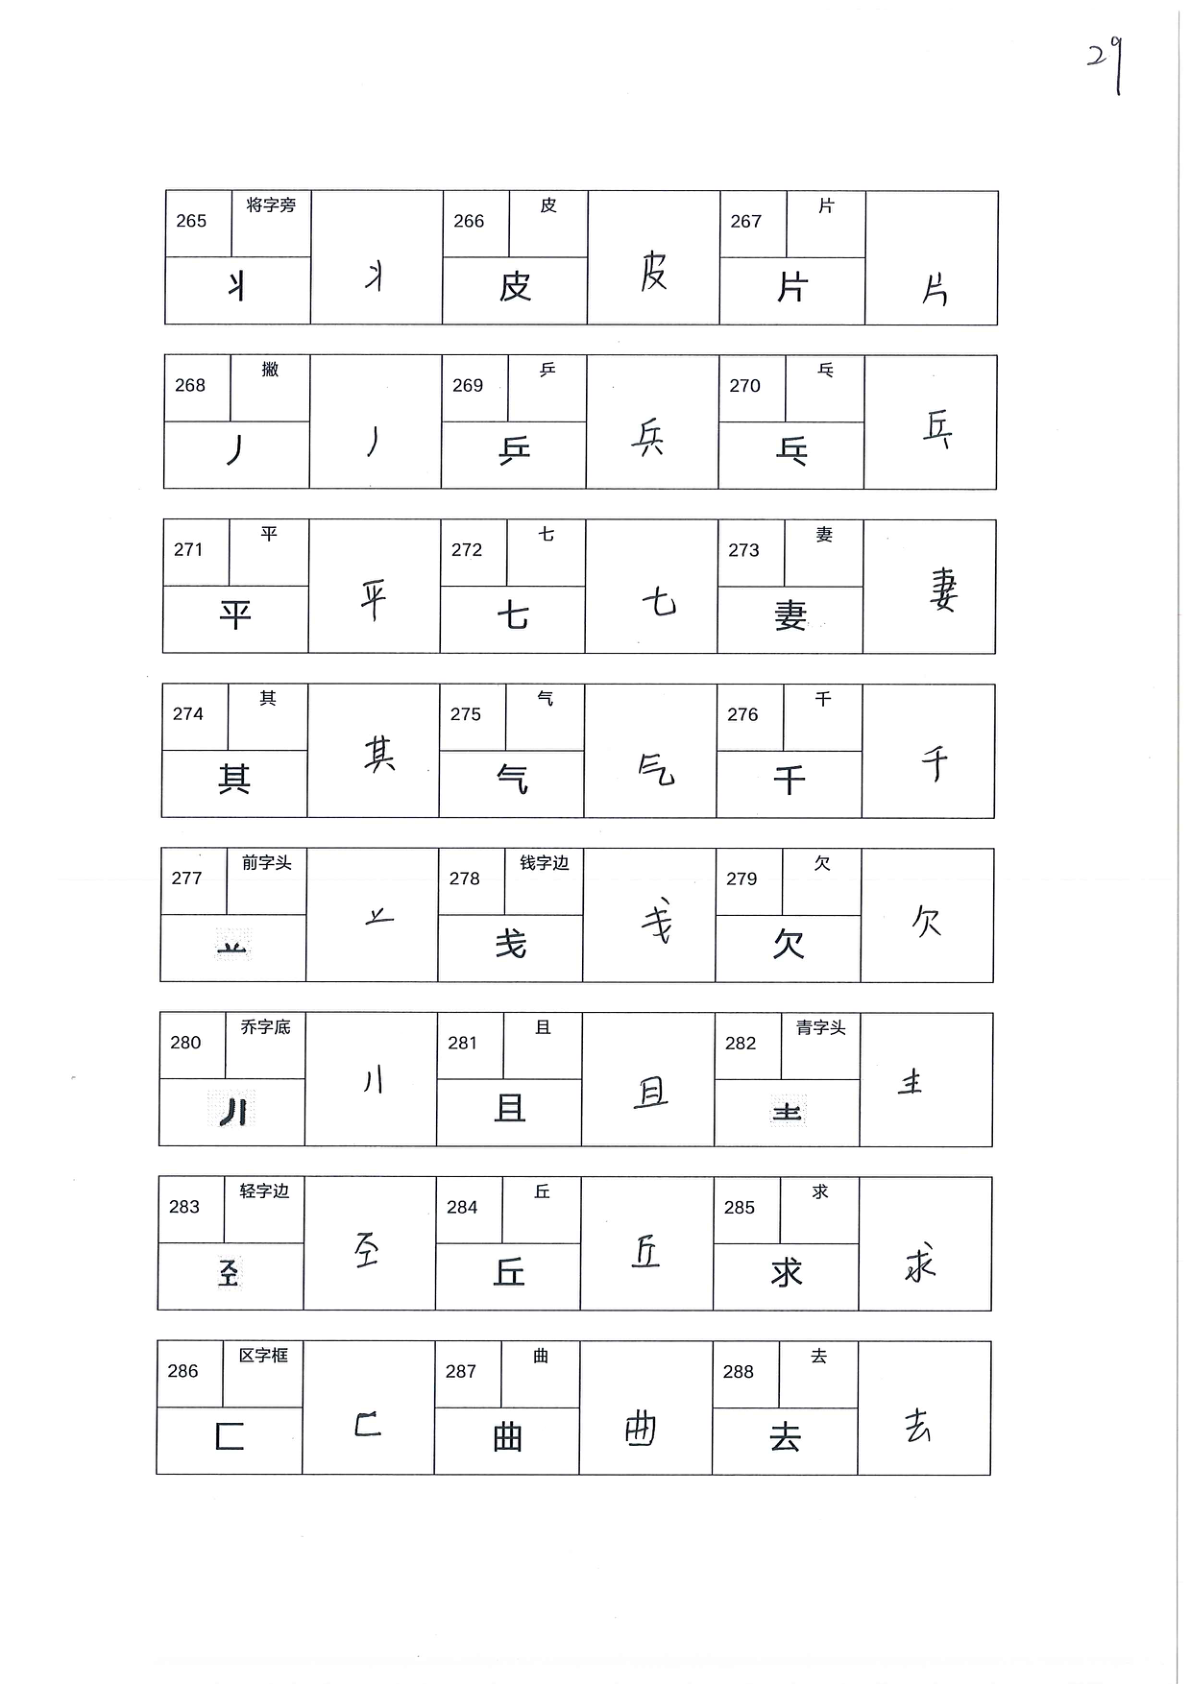 29
265 将字旁 丬 丬 266 皮 皮 皮 267 片 片 片
268 撇 丿 丿 269 乒 乒 兵 270 乓 乓 乓
271 平 平 平 272 七 七 七 273 妻 妻 妻
274 其 其 其 275 气 气 气 276 千 千 千
277 前字头 䒑 䒑 278 钱字边 戋 戋 279 欠 欠 欠
280 乔字底 〢 〢 281 且 且 且 282 青字头 龶 龶
283 轻字边 𢀖 𢀖 284 丘 丘 丘 285 求 求 求
286 区字框 匚 匚 287 曲 曲 曲 288 去 去 去